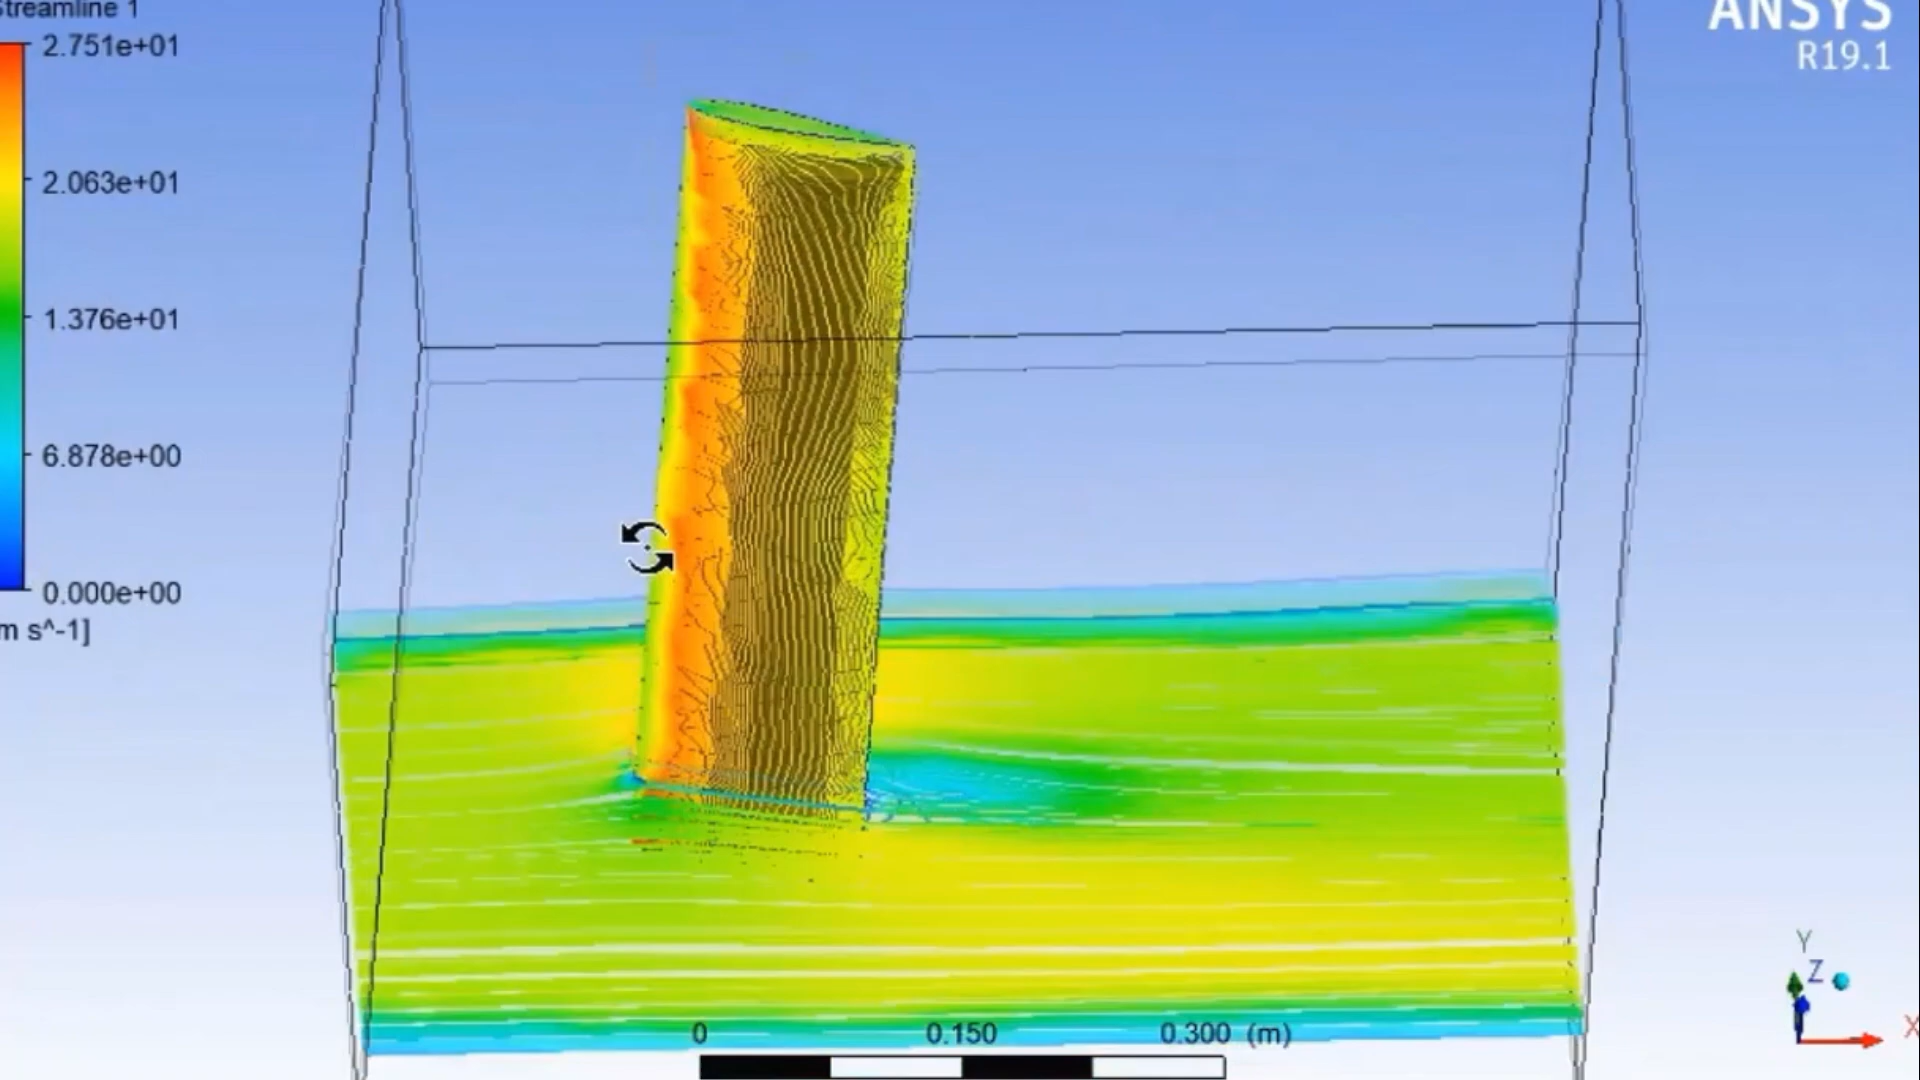 Streamline 1
2.751e+01
2.063e+01
1.376e+01
6.878e+00
0.000e+00
m s^-1]
ANSYS
R19.1
0 0.150 0.300 (m)
Y
Z
X